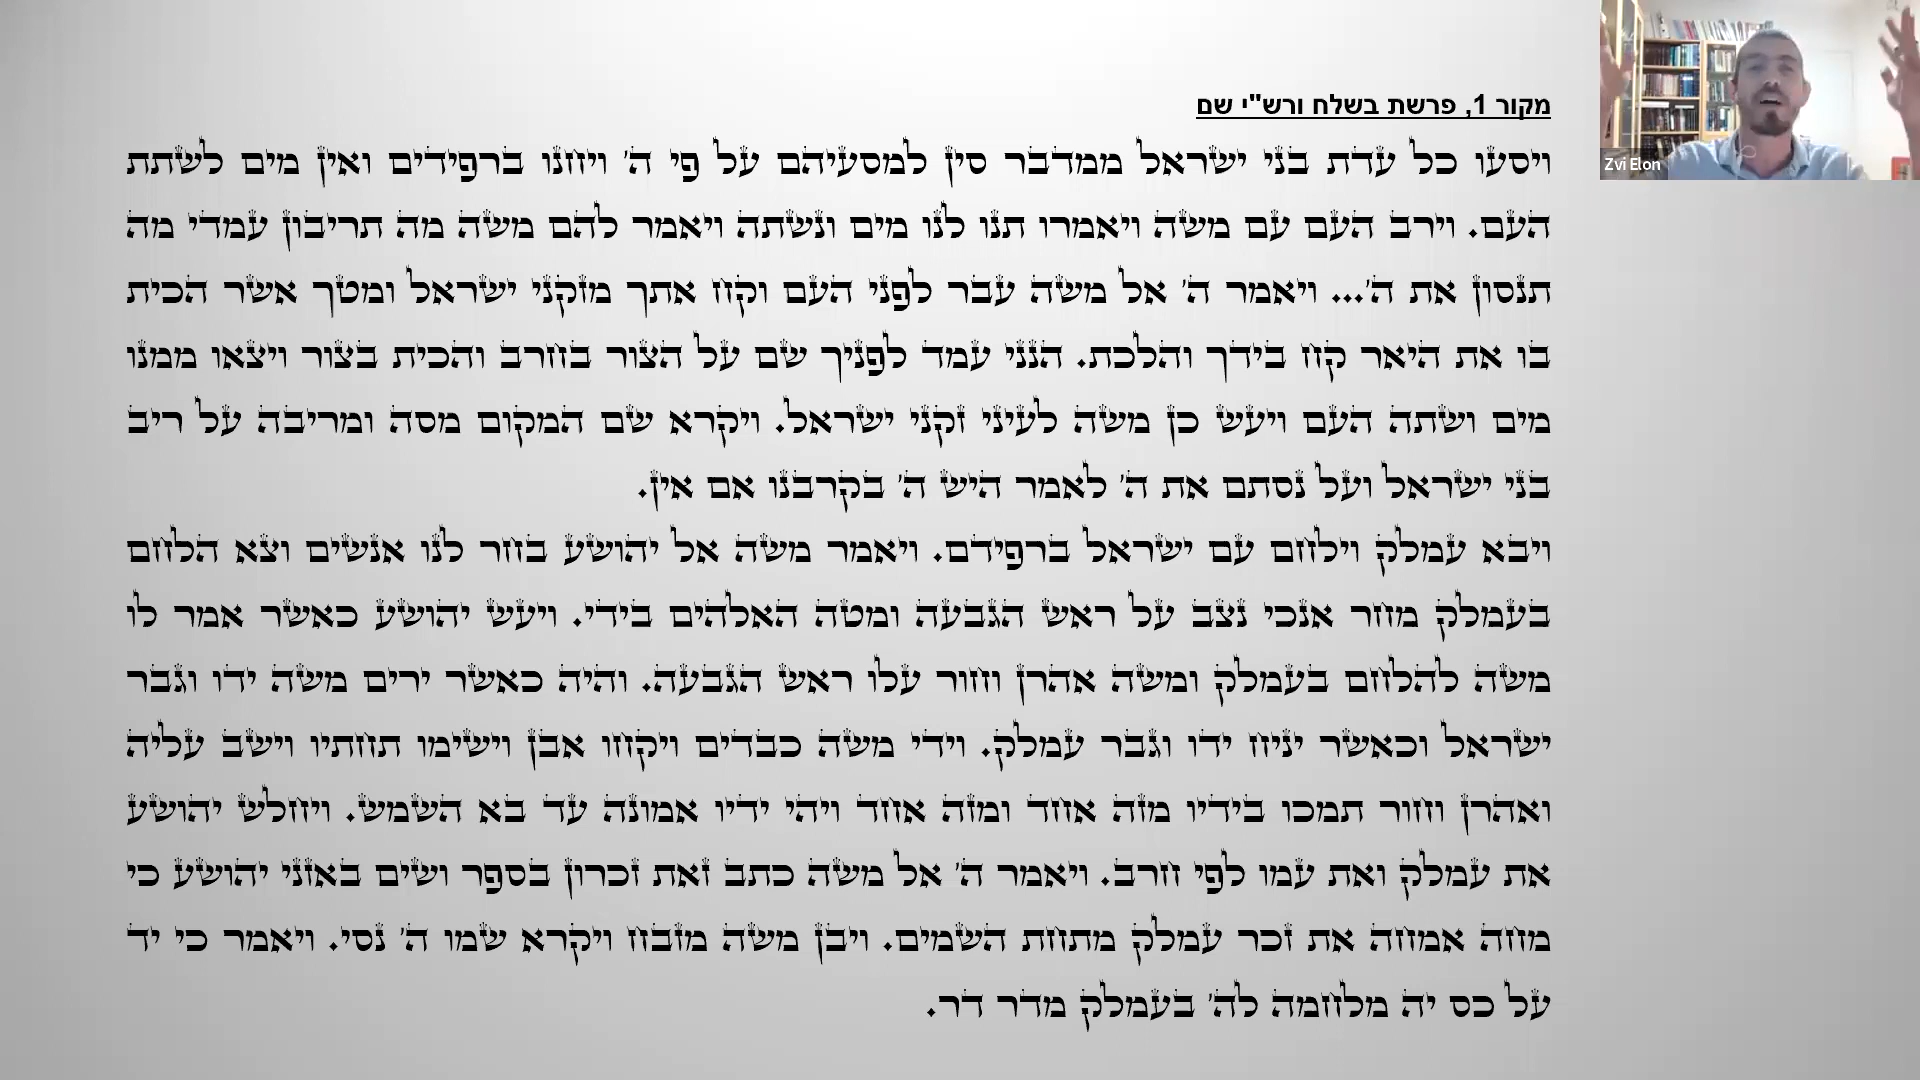 מקור 1, פרשת בשלח ורש"י שם
ויסעו כל עדת בני ישראל ממדבר סין למסעיהם על פי ה' ויחנו ברפידים ואין מים לשתת
העם. וירב העם עם משה ויאמרו תנו לנו מים ונשתה ויאמר להם משה מה תריבון עמדי מה
תנסון את ה'... ויאמר ה' אל משה עבר לפני העם וקח אתך מזקני ישראל ומטך אשר הכית
בו את היאר קח בידך והלכת. הנני עמד לפניך שם על הצור בחרב והכית בצור ויצאו ממנו
מים ושתה העם ויעש כן משה לעיני זקני ישראל. ויקרא שם המקום מסה ומריבה על ריב
בני ישראל ועל נסתם את ה' לאמר היש ה' בקרבנו אם אין.
ויבא עמלק וילחם עם ישראל ברפידם. ויאמר משה אל יהושע בחר לנו אנשים וצא הלחם
בעמלק מחר אנכי נצב על ראש הגבעה ומטה האלהים בידי. ויעש יהושע כאשר אמר לו
משה להלחם בעמלק ומשה אהרן וחור עלו ראש הגבעה. והיה כאשר ירים משה ידו וגבר
ישראל וכאשר יניח ידו וגבר עמלק. וידי משה כבדים ויקחו אבן וישימו תחתיו וישב עליה
ואהרן וחור תמכו בידיו מזה אחד ומזה אחד ויהי ידיו אמונה עד בא השמש. ויחלש יהושע
את עמלק ואת עמו לפי חרב. ויאמר ה' אל משה כתב זאת זכרון בספר ושים באזני יהושע כי
מחה אמחה את זכר עמלק מתחת השמים. ויבן משה מזבח ויקרא שמו ה' נסי. ויאמר כי יד
על כס יה מלחמה לה' בעמלק מדר דר.
Zvi Elon